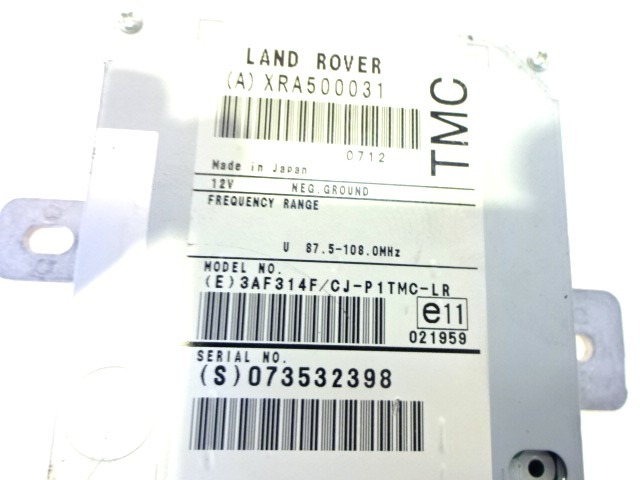 LAND ROVER
(A) XRA500031
TMC
0712
Made in Japan
12V NEG. GROUND
FREQUENCY RANGE
U 87.5-108.0MHz
MODEL NO.
(E)3AF314F/CJ-P1TMC-LR
e11
021959
SERIAL NO.
(S)073532398